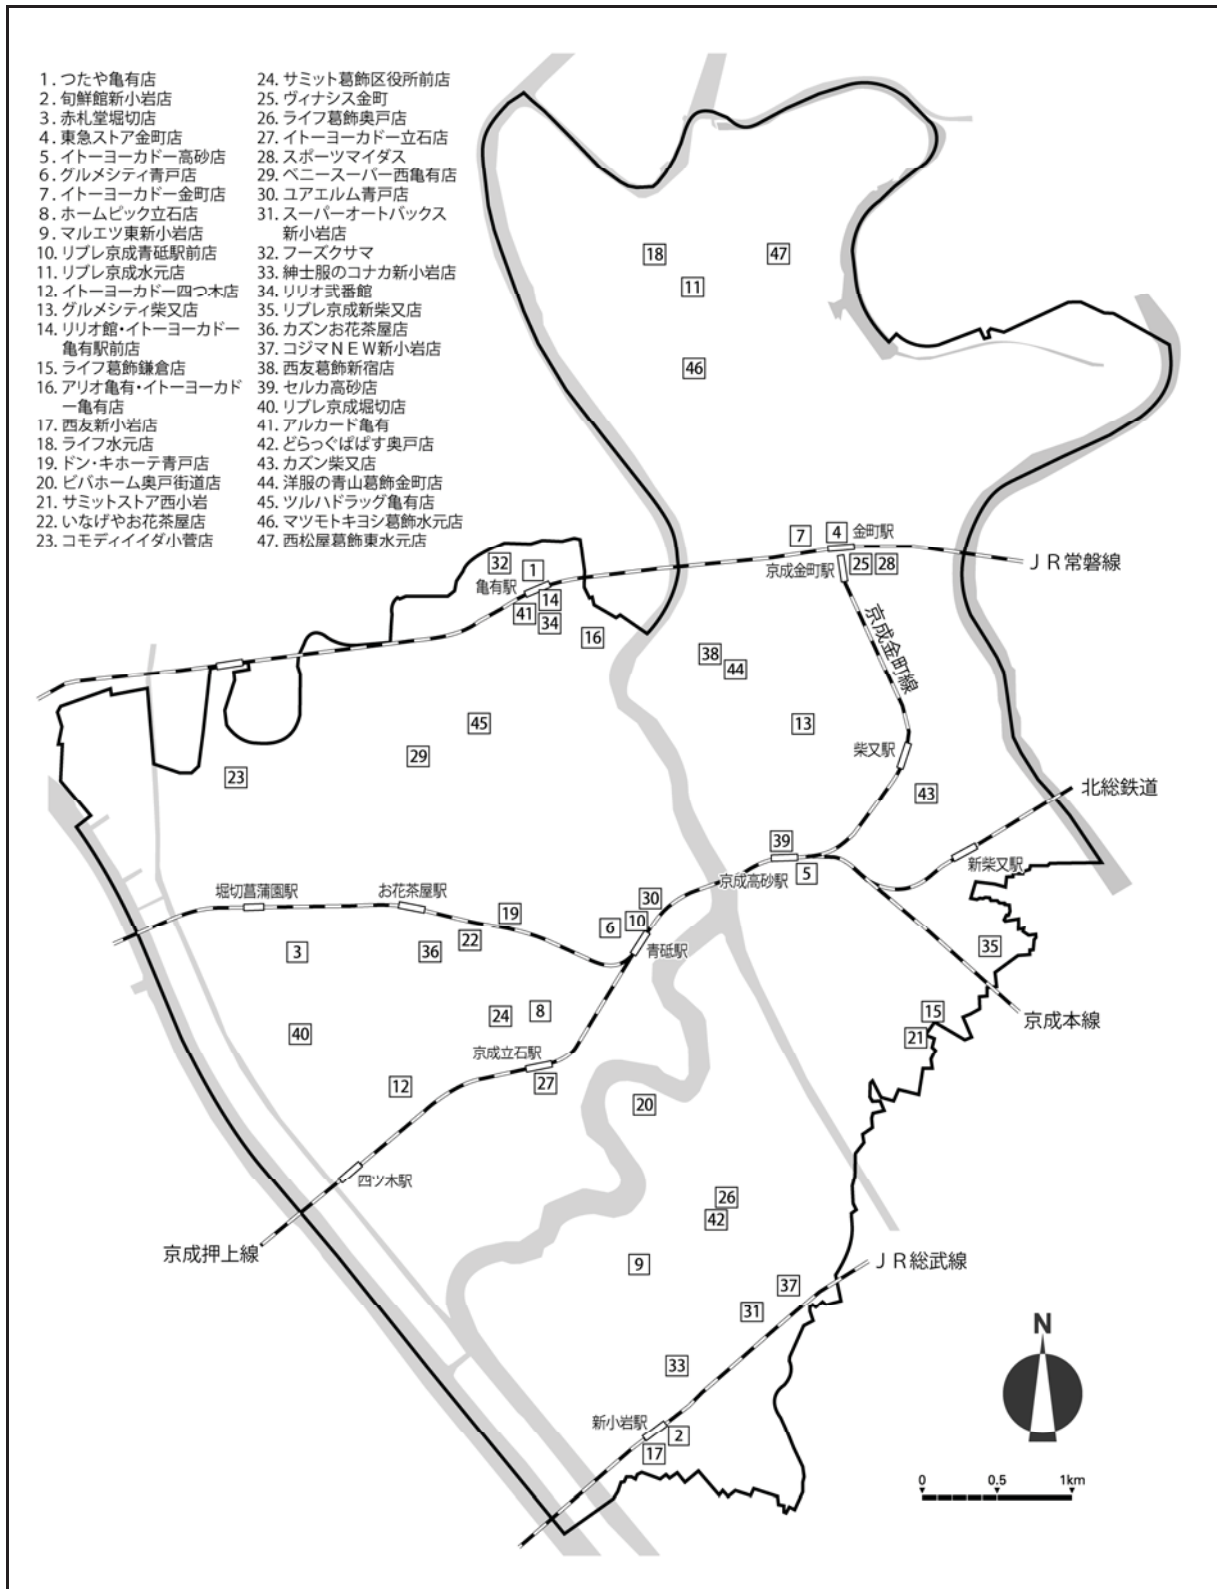 1. つたや亀有店
2. 旬鮮館新小岩店
3. 赤札堂堀切店
4. 東急ストア金町店
5. イトーヨーカドー高砂店
6. グルメシティ青戸店
7. イトーヨーカドー金町店
8. ホームピック立石店
9. マルエツ東新小岩店
10. リブレ京成青砥駅前店
11. リブレ京成水元店
12. イトーヨーカドー四つ木店
13. グルメシティ柴又店
14. リリオ館・イトーヨーカドー
亀有駅前店
15. ライフ葛飾鎌倉店
16. アリオ亀有・イトーヨーカド
ー亀有店
17. 西友新小岩店
18. ライフ水元店
19. ドン・キホーテ青戸店
20. ビバホーム奥戸街道店
21. サミットストア西小岩
22. いなげやお花茶屋店
23. コモディイイダ小菅店
24. サミット葛飾区役所前店
25. ヴィナシス金町
26. ライフ葛飾奥戸店
27. イトーヨーカドー立石店
28. スポーツマイダス
29. ベニースーパー西亀有店
30. ユアエルム青戸店
31. スーパーオートバックス
新小岩店
32. フーズクサマ
33. 紳士服のコナカ新小岩店
34. リリオ弐番館
35. リブレ京成新柴又店
36. カズンお花茶屋店
37. コジマＮＥＷ新小岩店
38. 西友葛飾新宿店
39. セルカ高砂店
40. リブレ京成堀切店
41. アルカード亀有
42. どらっぐぱぱす奥戸店
43. カズン柴又店
44. 洋服の青山葛飾金町店
45. ツルハドラッグ亀有店
46. マツモトキヨシ葛飾水元店
47. 西松屋葛飾東水元店
18
47
11
46
7
4
金町駅
京成金町駅
25
28
ＪＲ常磐線
32
1
亀有駅
14
41
34
16
京成金町線
38
44
45
13
29
柴又駅
23
43
北総鉄道
39
京成高砂駅
5
新柴又駅
堀切菖蒲園駅
お花茶屋駅
30
19
6
10
22
青砥駅
3
36
35
24
8
15
京成本線
40
21
京成立石駅
27
12
20
四ツ木駅
26
42
京成押上線
9
ＪＲ総武線
37
31
33
新小岩駅
2
17
N
0
0.5
1km